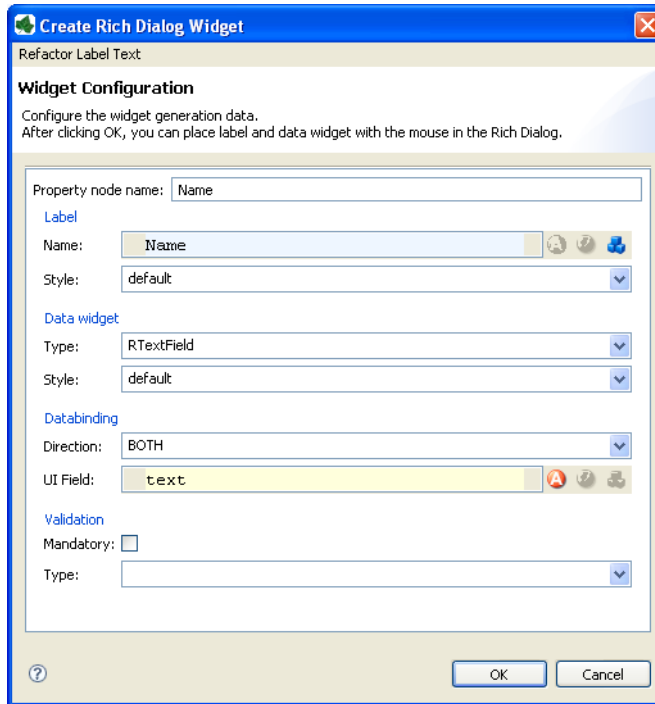 Create Rich Dialog Widget
Refactor Label Text
Widget Configuration
Configure the widget generation data.
After clicking OK, you can place label and data widget with the mouse in the Rich Dialog.
Property node name: Name
Label
Name: Name
Style: default
Data widget
Type: RTextField
Style: default
Databinding
Direction: BOTH
UI Field: text
Validation
Mandatory:
Type:
OK Cancel